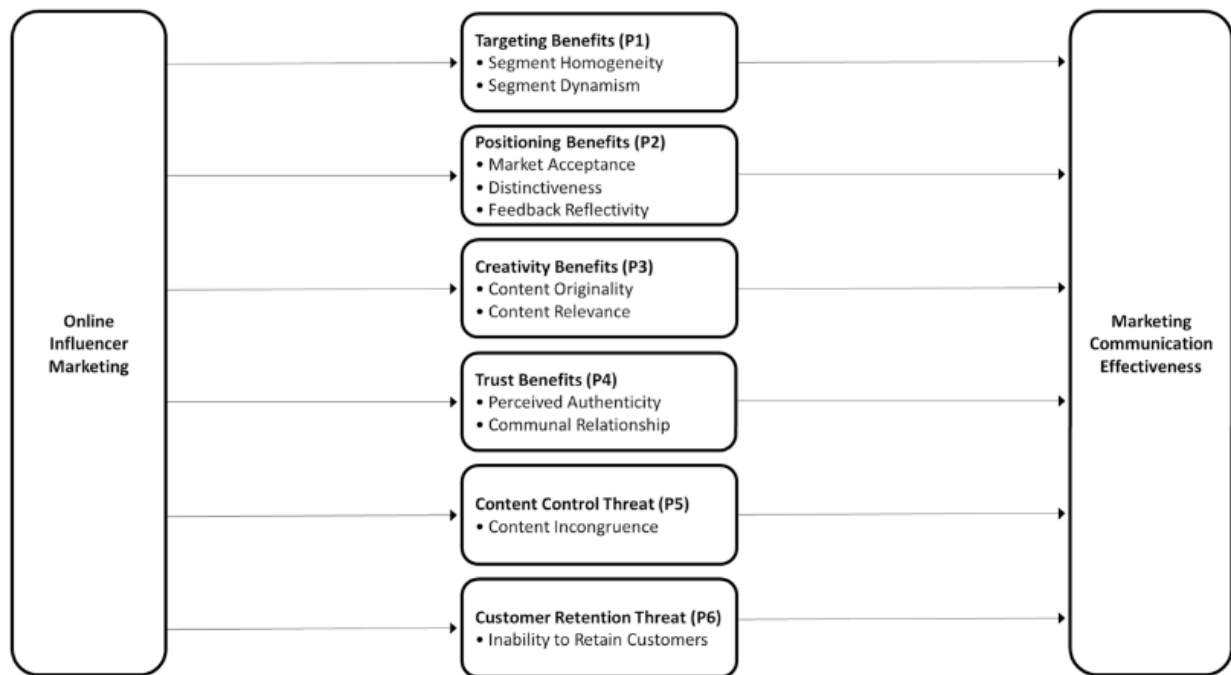 Online
Influencer
Marketing
Targeting Benefits (P1)
• Segment Homogeneity
• Segment Dynamism
Positioning Benefits (P2)
• Market Acceptance
• Distinctiveness
• Feedback Reflectivity
Creativity Benefits (P3)
• Content Originality
• Content Relevance
Trust Benefits (P4)
• Perceived Authenticity
• Communal Relationship
Content Control Threat (P5)
• Content Incongruence
Customer Retention Threat (P6)
• Inability to Retain Customers
Marketing
Communication
Effectiveness